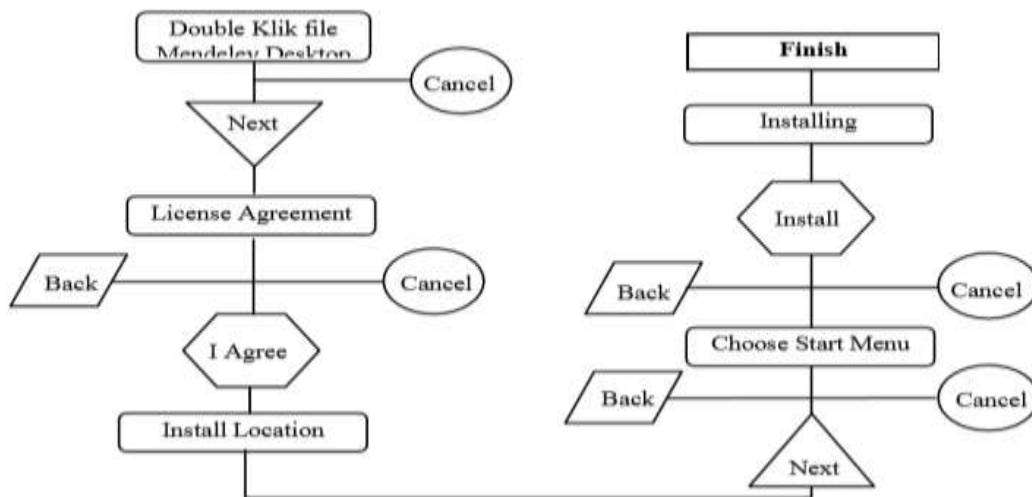 Double Klik file
Mendeley Desktop
Cancel
Next
License Agreement
Back
Cancel
I Agree
Install Location
Finish
Installing
Install
Back
Cancel
Choose Start Menu
Back
Cancel
Next